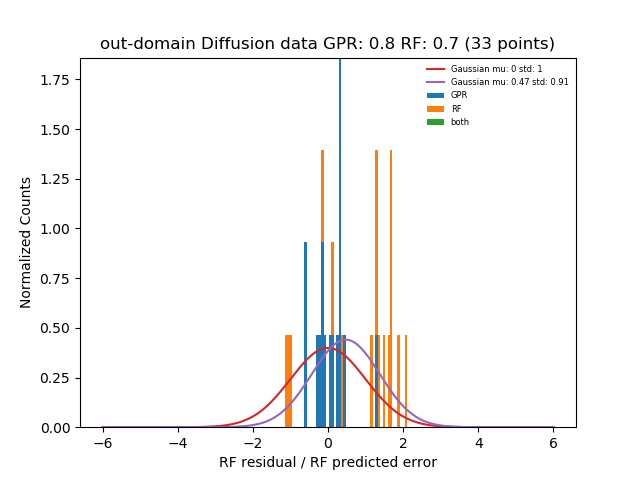 out-domain Diffusion data GPR: 0.8 RF: 0.7 (33 points)
Gaussian mu: 0 std: 1
Gaussian mu: 0.47 std: 0.91
GPR
RF
both
Normalized Counts
1.75
1.50
1.25
1.00
0.75
0.50
0.25
0.00
−6 −4 −2 0 2 4 6
RF residual / RF predicted error